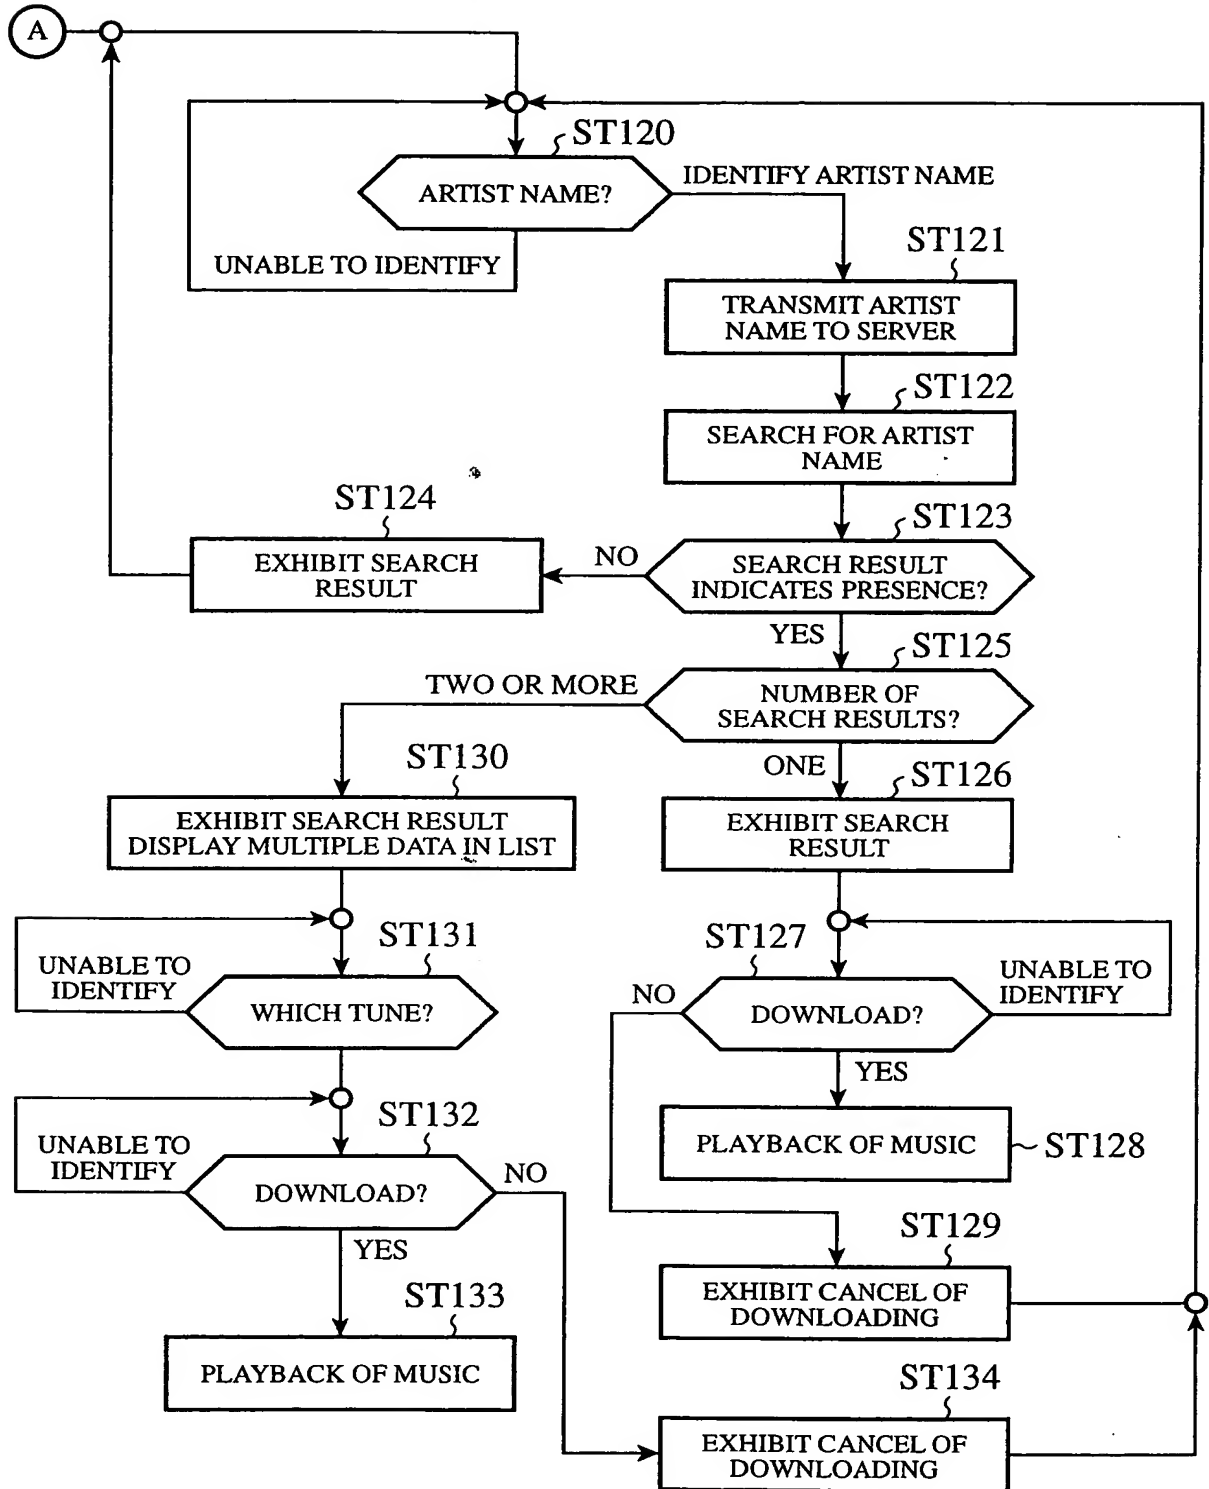 A
ST120
ARTIST NAME?
IDENTIFY ARTIST NAME
UNABLE TO IDENTIFY
ST121
TRANSMIT ARTIST
NAME TO SERVER
ST122
SEARCH FOR ARTIST
NAME
ST123
SEARCH RESULT
INDICATES PRESENCE?
NO
ST124
EXHIBIT SEARCH
RESULT
YES
ST125
NUMBER OF
SEARCH RESULTS?
TWO OR MORE
ONE
ST130
EXHIBIT SEARCH RESULT
DISPLAY MULTIPLE DATA IN LIST
ST126
EXHIBIT SEARCH
RESULT
ST131
UNABLE TO
IDENTIFY
WHICH TUNE?
ST127
NO
DOWNLOAD?
UNABLE TO
IDENTIFY
YES
ST132
UNABLE TO
IDENTIFY
DOWNLOAD?
NO
PLAYBACK OF MUSIC
ST128
YES
ST133
PLAYBACK OF MUSIC
ST129
EXHIBIT CANCEL OF
DOWNLOADING
ST134
EXHIBIT CANCEL OF
DOWNLOADING